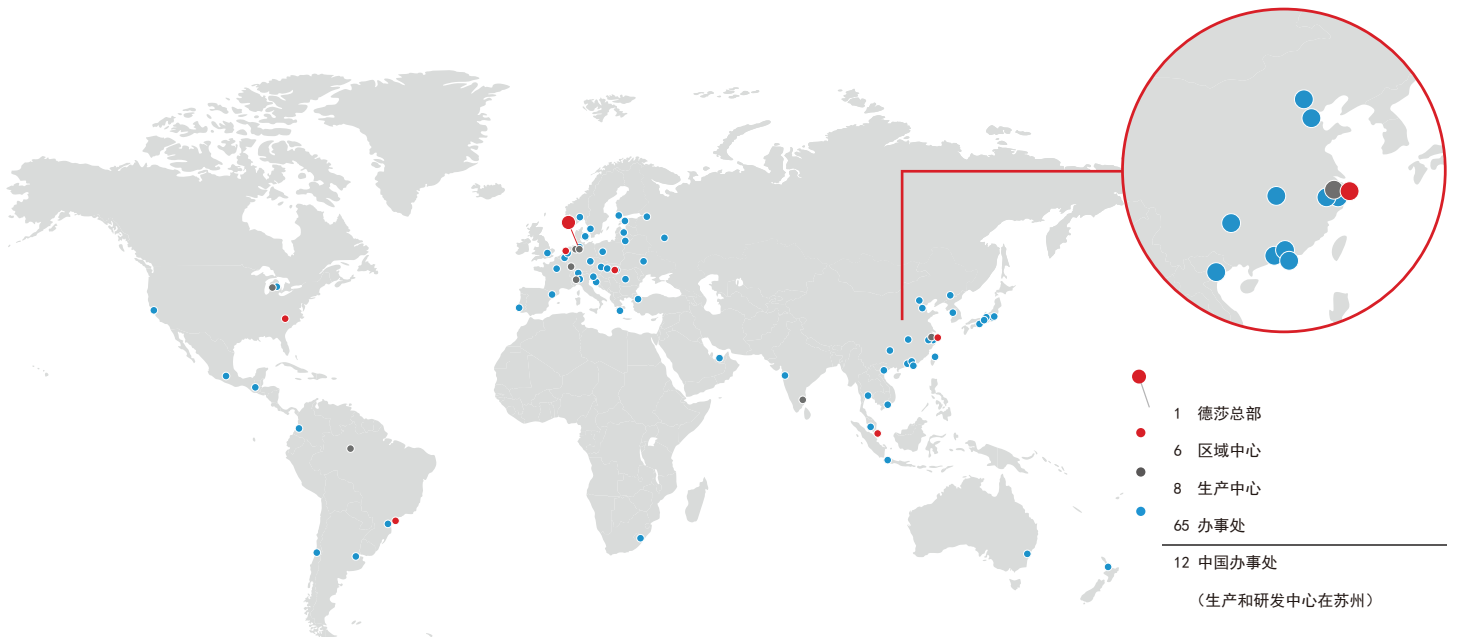 1 德莎总部
6 区域中心
8 生产中心
65 办事处
12 中国办事处
（生产和研发中心在苏州）